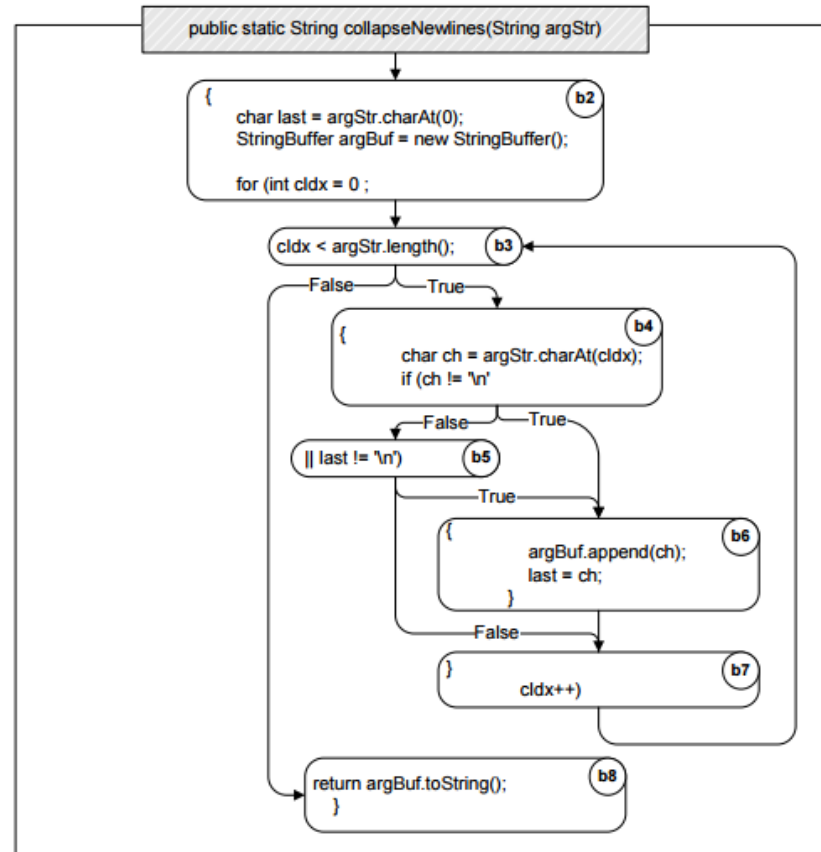 public static String collapseNewlines(String argStr)
{
b2
char last = argStr.charAt(0);
StringBuffer argBuf = new StringBuffer();
for (int cIdx = 0 ;
cIdx < argStr.length();
b3
False
True
{
b4
char ch = argStr.charAt(cIdx);
if (ch != '\n'
False
True
|| last != '\n')
b5
True
{
b6
argBuf.append(ch);
last = ch;
}
False
}
b7
cIdx++)
b8
return argBuf.toString();
}